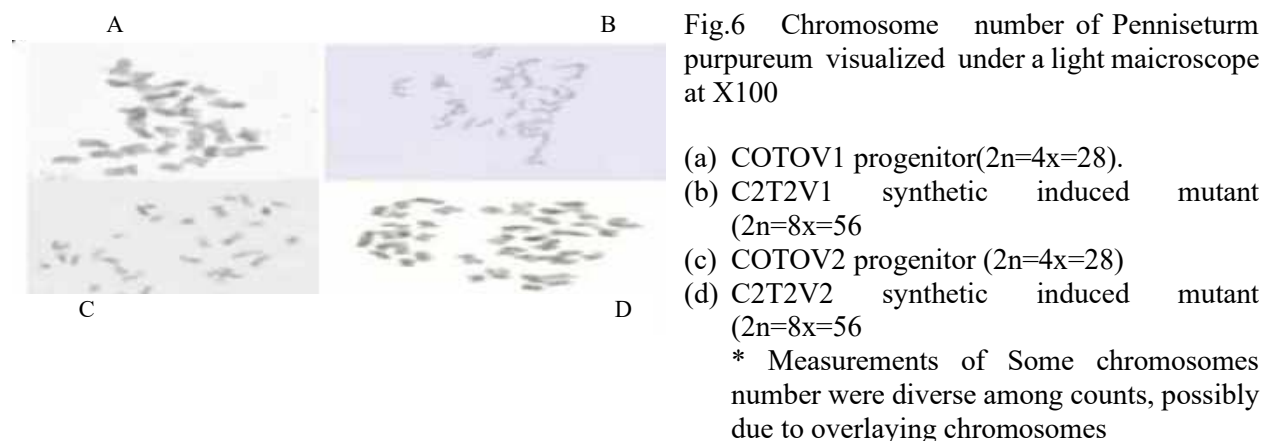 A
B
C
D
Fig.6 Chromosome number of Penniseturm
purpureum visualized under a light maicroscope
at X100
(a) COTOV1 progenitor(2n=4x=28).
(b) C2T2V1 synthetic induced mutant
(2n=8x=56
(c) COTOV2 progenitor (2n=4x=28)
(d) C2T2V2 synthetic induced mutant
(2n=8x=56
* Measurements of Some chromosomes
number were diverse among counts, possibly
due to overlaying chromosomes